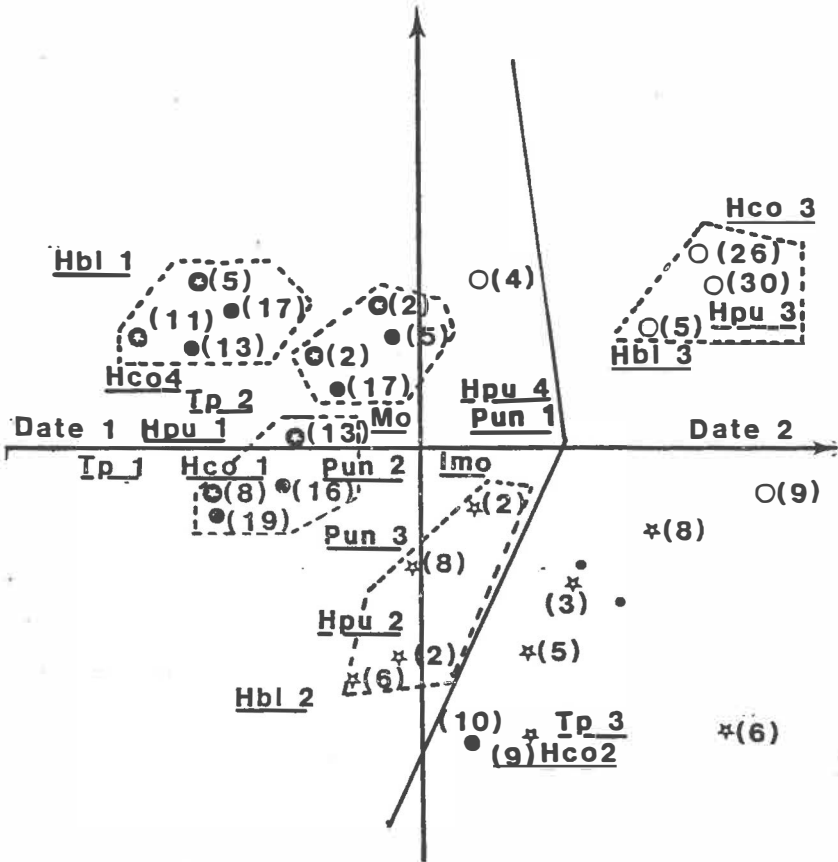 Hco 3
(26)
Hbl 1
(5)
(4)
(30)
(17)
(2)
Hpu 3
(11)
(5)
(5)
(13)
(2)
Hbl 3
Hco4
(17)
Hpu 4
Tp 2
Mo
Pun 1
Date 1
Hpu 1
(13)
Date 2
Tp 1
Hco 1
Pun 2
Imo
(8)
(16)
(9)
(2)
(19)
Pun 3
(8)
(8)
(3)
Hpu 2
(2)
(5)
(6)
Hbl 2
(10)
Tp 3
(6)
(9)
Hco2